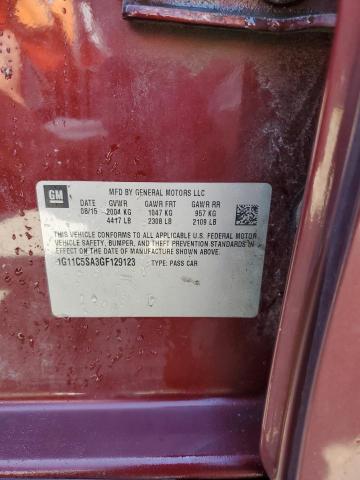 GM
MFD BY GENERAL MOTORS LLC
DATE GVWR GAWR FRT GAWR RR
08/15 2004 KG 1047 KG 957 KG
4417 LB 2308 LB 2109 LB
THIS VEHICLE CONFORMS TO ALL APPLICABLE U.S. FEDERAL MOTOR
VEHICLE SAFETY, BUMPER, AND THEFT PREVENTION STANDARDS IN
EFFECT ON THE DATE OF MANUFACTURE SHOWN ABOVE.
1G11C5SA3GF129123 TYPE: PASS CAR